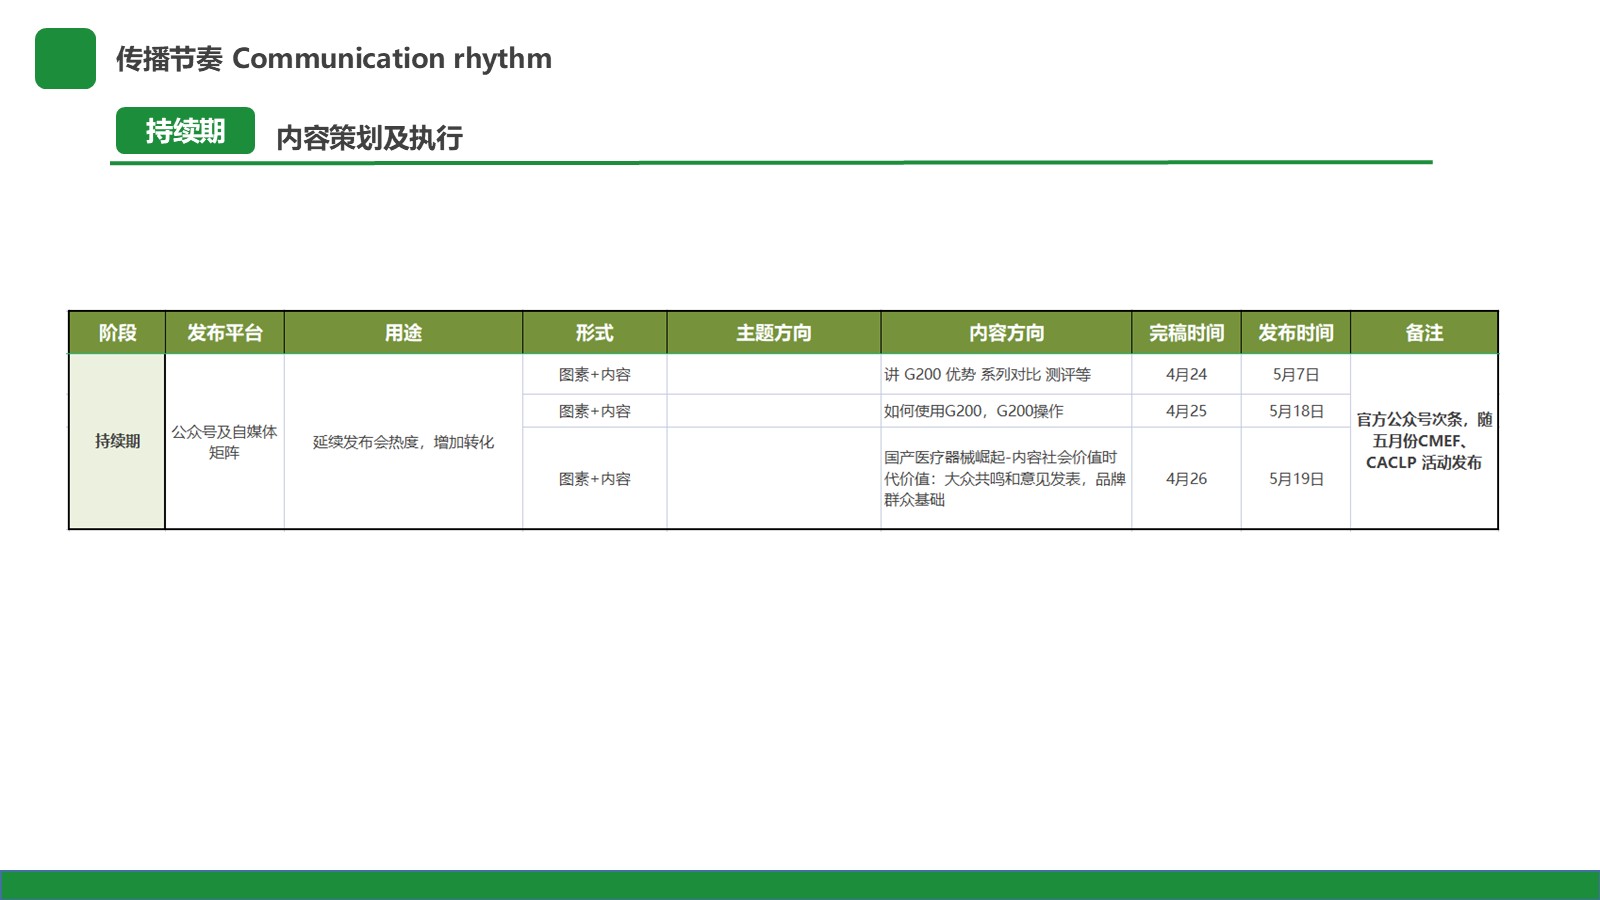 传播节奏 Communication rhythm
持续期
内容策划及执行
阶段 发布平台 用途 形式 主题方向 内容方向 完稿时间 发布时间 备注
持续期
公众号及自媒体
矩阵
延续发布会热度，增加转化
图素+内容 讲 G200 优势 系列对比 测评等 4月24 5月7日
图素+内容 如何使用G200，G200操作 4月25 5月18日
图素+内容
国产医疗器械崛起-内容社会价值时
代价值：大众共鸣和意见发表，品牌
群众基础
4月26 5月19日
官方公众号次条，随
五月份CMEF、
CACLP 活动发布